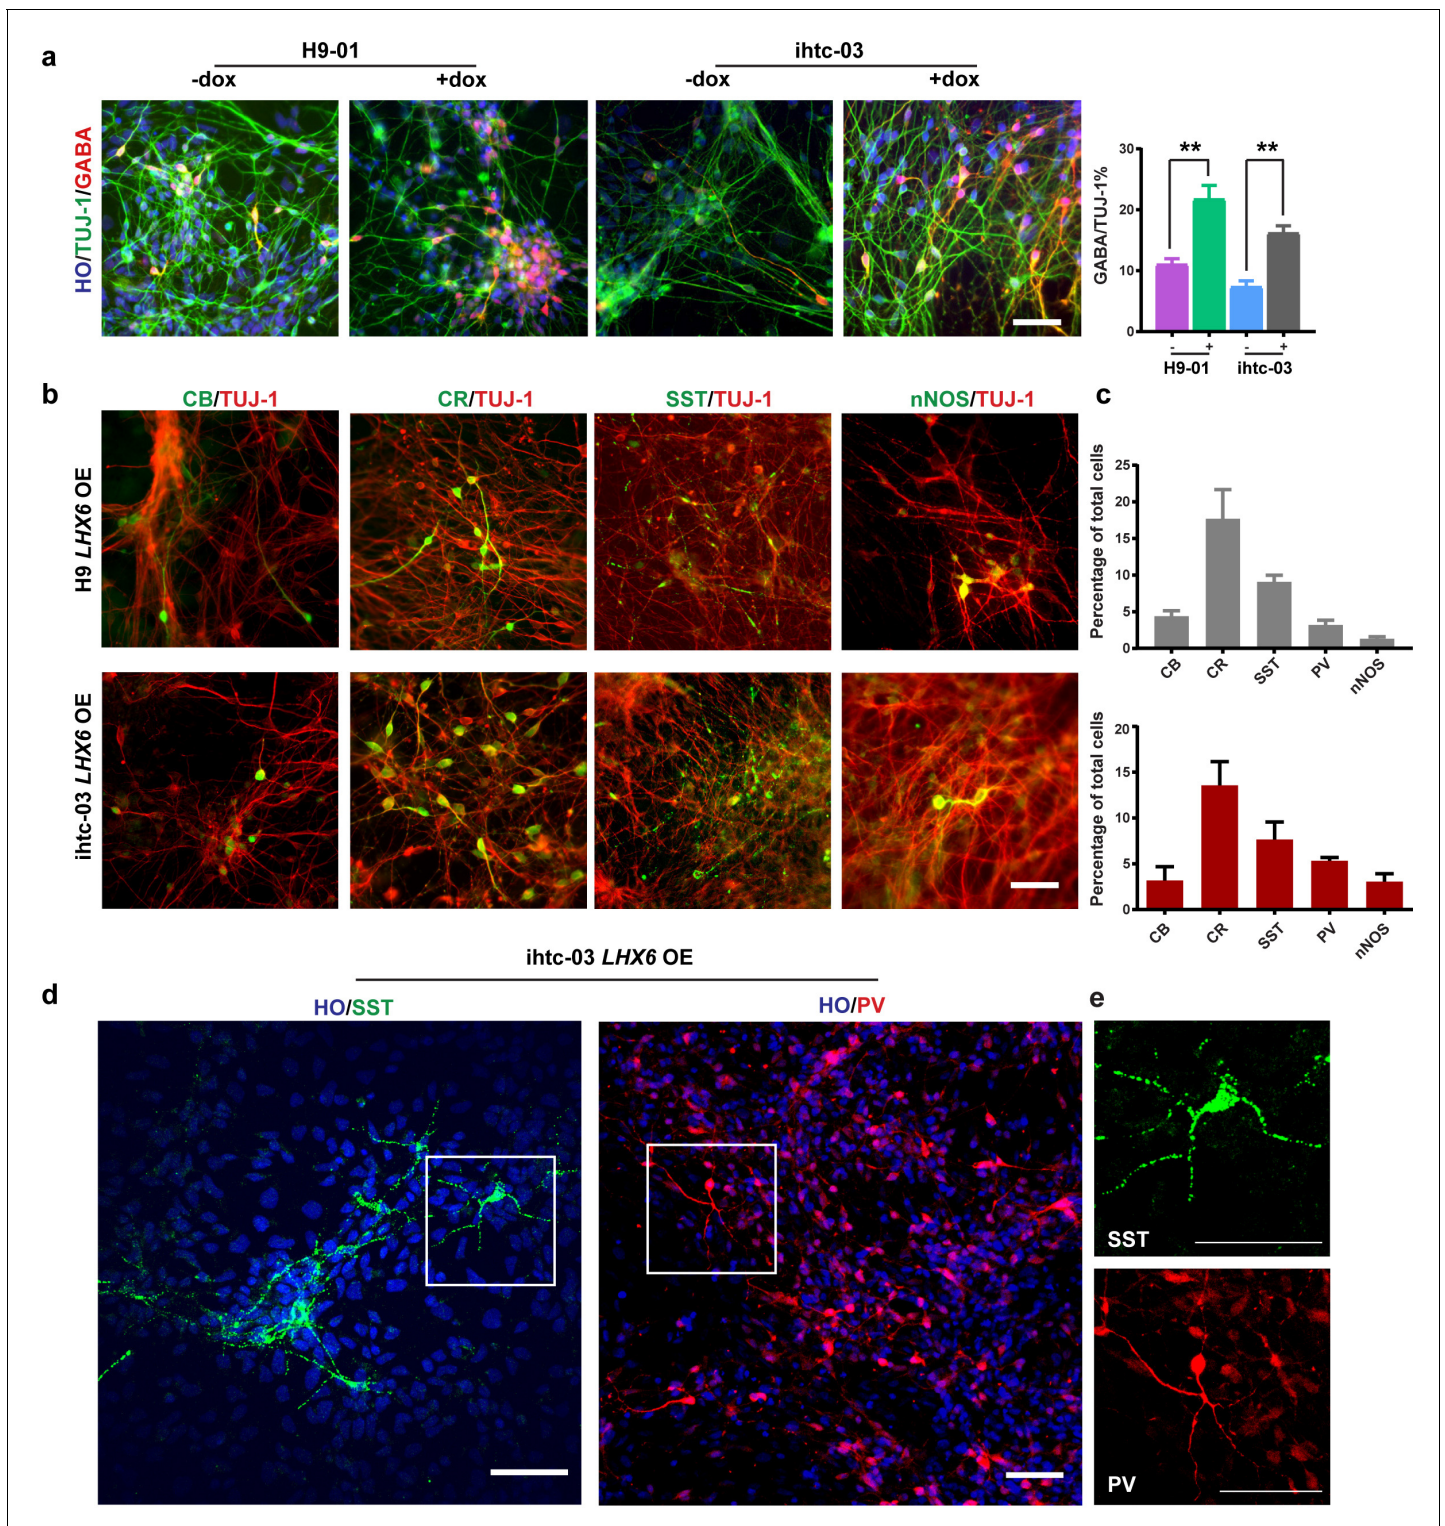 a
H9-01
ihtc-03
-dox
+dox
-dox
+dox
HO/TUJ-1/GABA
GABA/TUJ-1%
30
20
10
0
**
**
-
+
-
+
H9-01
ihtc-03
b
CB/TUJ-1
CR/TUJ-1
SST/TUJ-1
nNOS/TUJ-1
H9 LHX6 OE
ihtc-03 LHX6 OE
c
Percentage of total cells
25
20
15
10
5
0
CB
CR
SST
PV
nNOS
Percentage of total cells
20
15
10
5
0
CB
CR
SST
PV
nNOS
ihtc-03 LHX6 OE
d
HO/SST
HO/PV
e
SST
PV